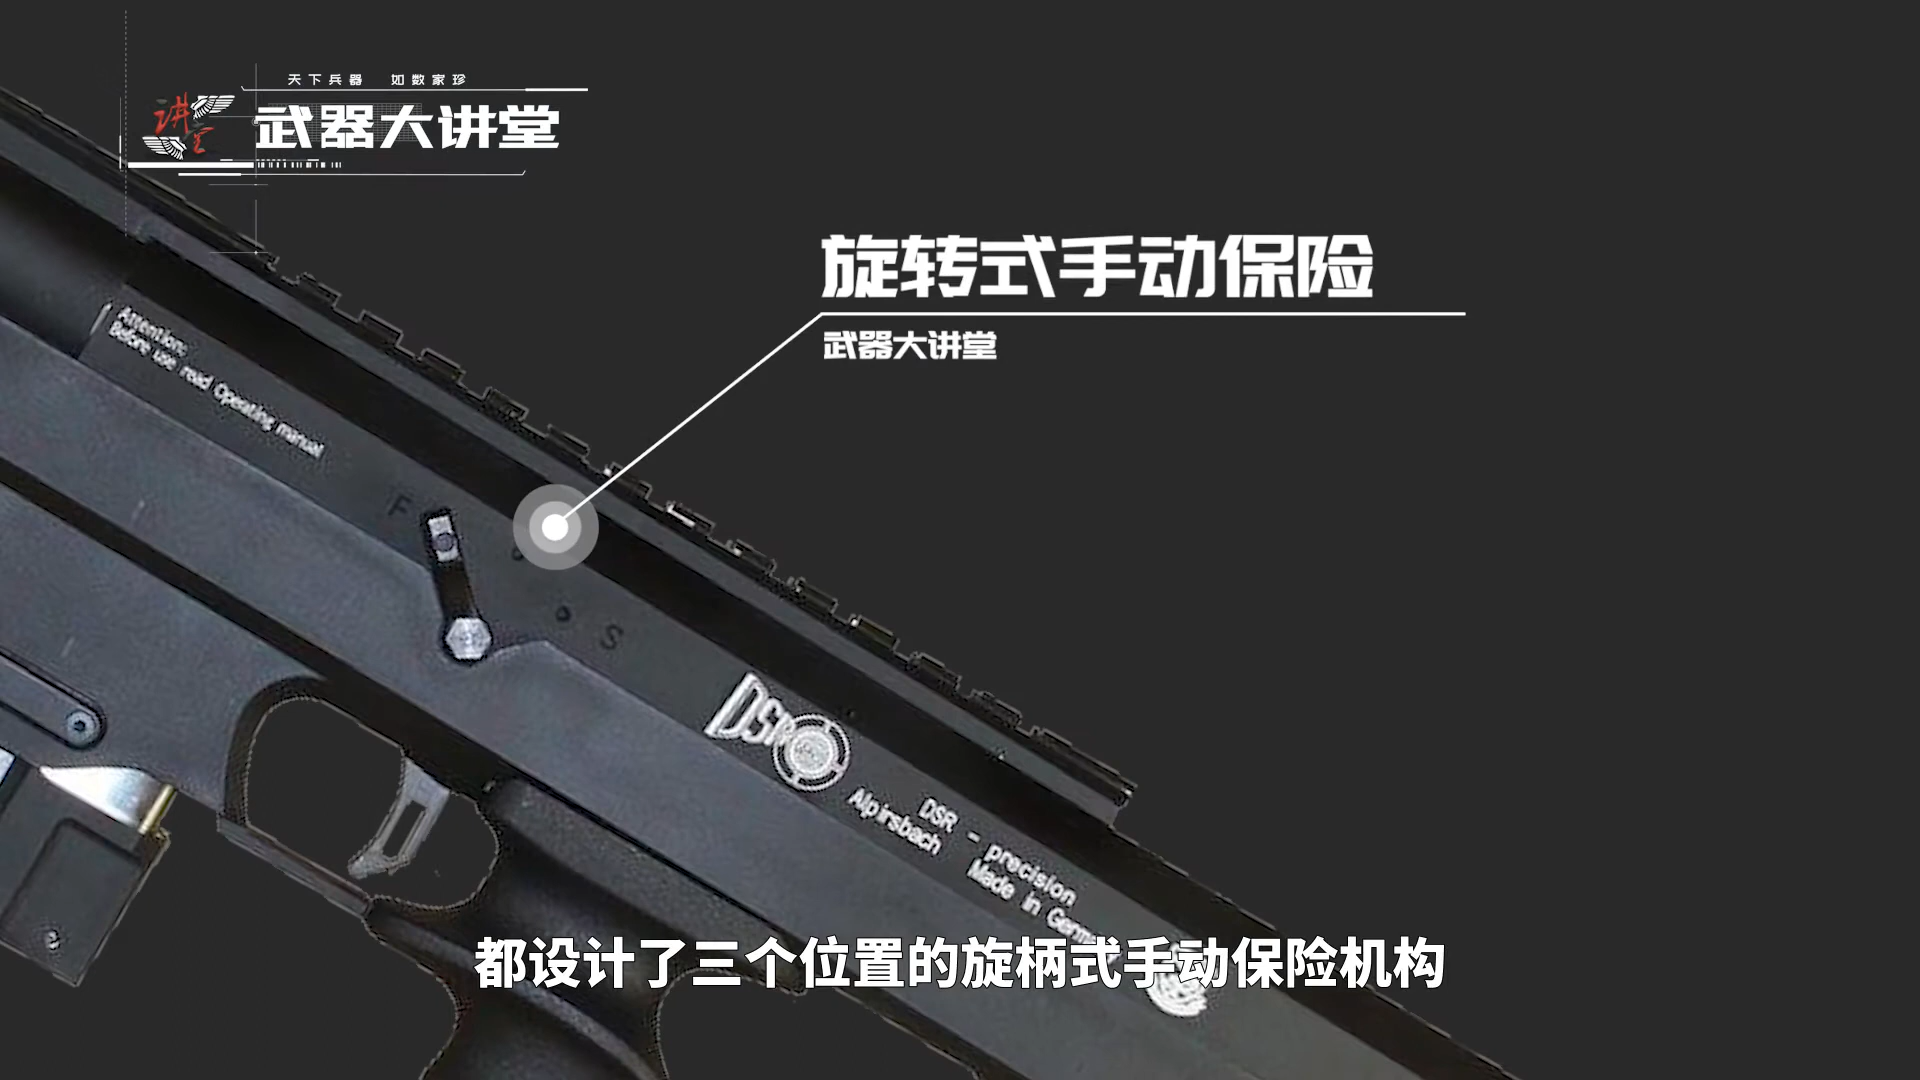 天下兵器 如数家珍
讲堂
武器大讲堂
旋转式手动保险
武器大讲堂
Attention:
Before use read Operating manual
F
S
DSR
DSR - precision
Alpirsbach Made in Germ
都设计了三个位置的旋柄式手动保险机构